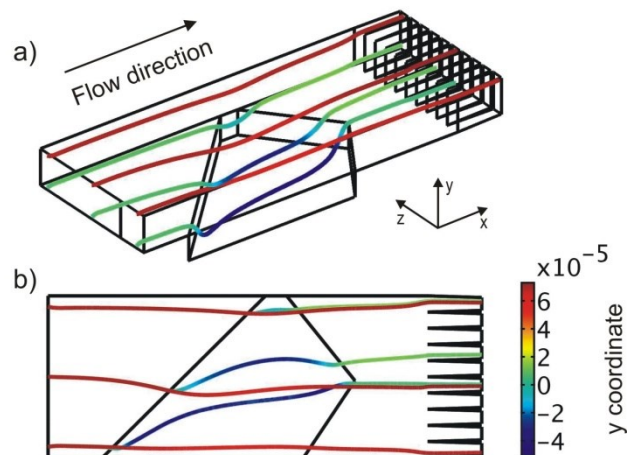 a)
Flow direction
y
z
x
b)
x10⁻⁵
6
4
2
0
-2
-4
y coordinate